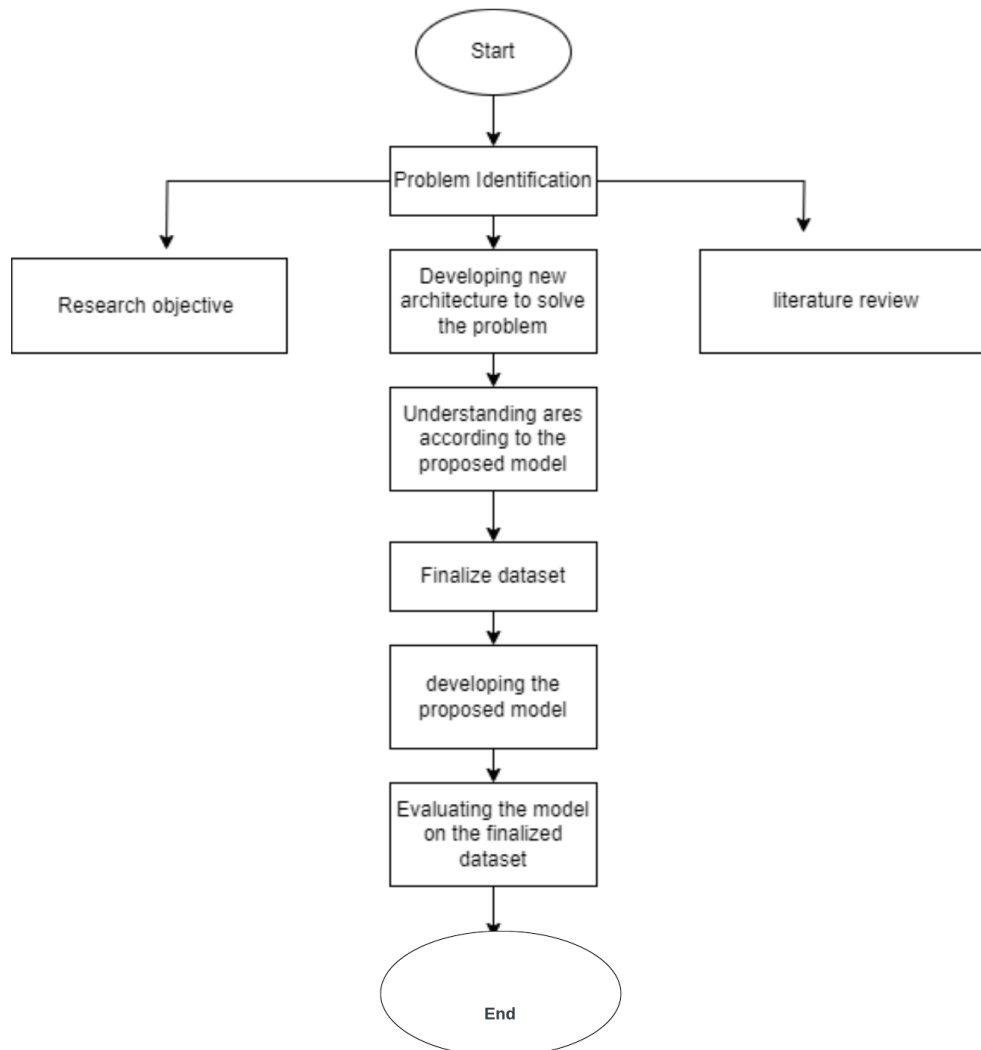 Start
Problem Identification
Research objective
Developing new
architecture to solve
the problem
literature review
Understanding ares
according to the
proposed model
Finalize dataset
developing the
proposed model
Evaluating the model
on the finalized
dataset
End